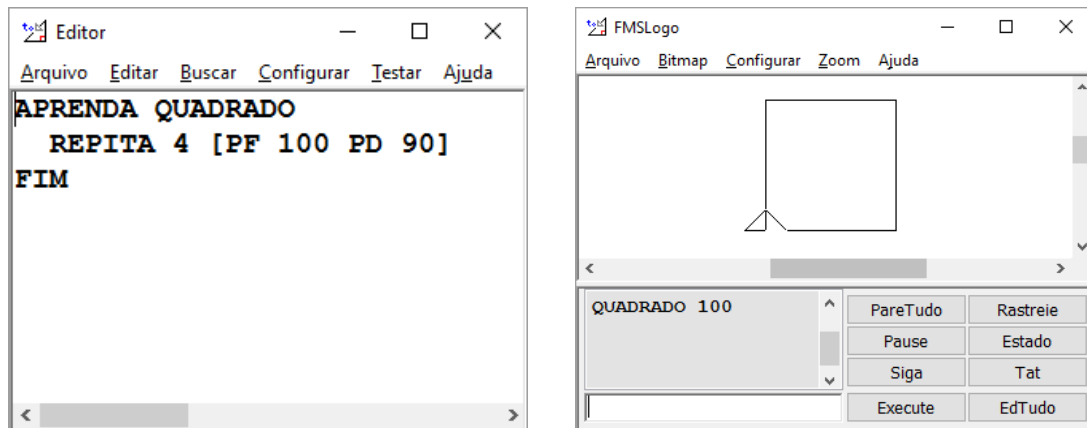 Editor
Arquivo Editar Buscar Configurar Testar Ajuda
APRENDA QUADRADO
REPITA 4 [PF 100 PD 90]
FIM
FMSLogo
Arquivo Bitmap Configurar Zoom Ajuda
QUADRADO 100
PareTudo Rastreie
Pause Estado
Siga Tat
Execute EdTudo